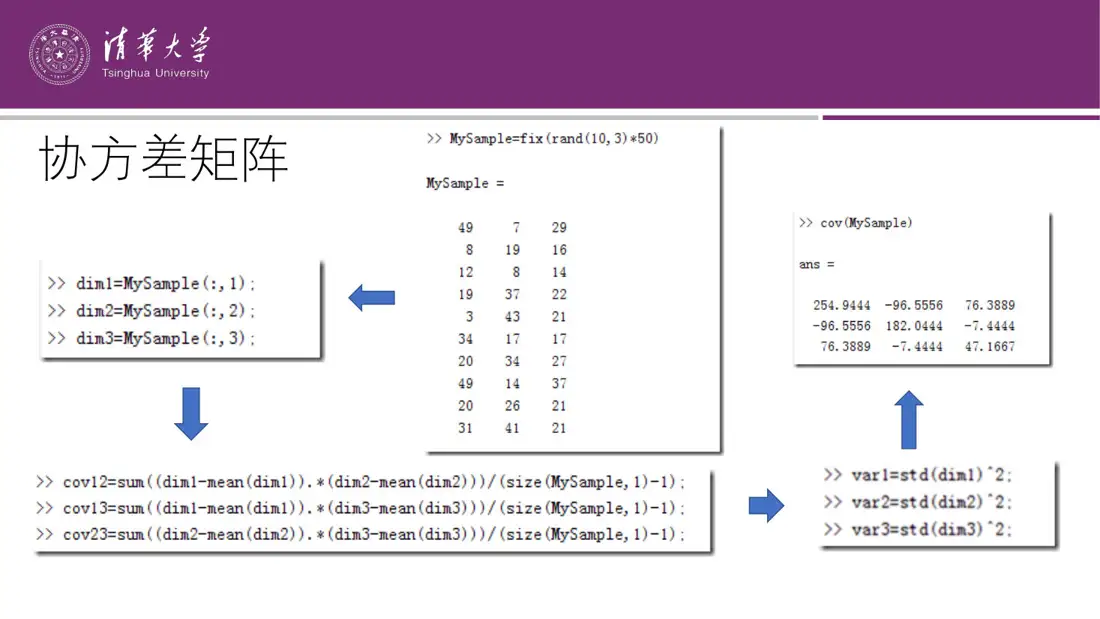 清华大学
Tsinghua University
协方差矩阵
>> MySample=fix(rand(10,3)*50)
MySample =
49 7 29
8 19 16
12 8 14
19 37 22
3 43 21
34 17 17
20 34 27
49 14 37
20 26 21
31 41 21
>> dim1=MySample(:,1);
>> dim2=MySample(:,2);
>> dim3=MySample(:,3);
>> cov12=sum((dim1-mean(dim1)).*(dim2-mean(dim2)))/(size(MySample,1)-1);
>> cov13=sum((dim1-mean(dim1)).*(dim3-mean(dim3)))/(size(MySample,1)-1);
>> cov23=sum((dim2-mean(dim2)).*(dim3-mean(dim3)))/(size(MySample,1)-1);
>> var1=std(dim1)^2;
>> var2=std(dim2)^2;
>> var3=std(dim3)^2;
>> cov(MySample)
ans =
254.9444 -96.5556 76.3889
-96.5556 182.0444 -7.4444
76.3889 -7.4444 47.1667